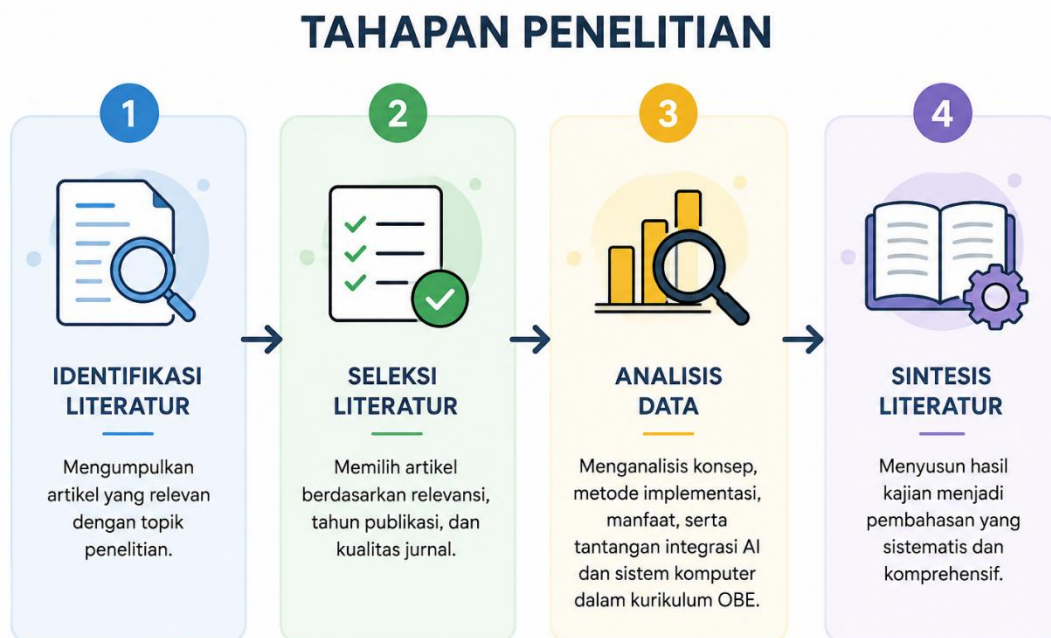 TAHAPAN PENELITIAN
1
IDENTIFIKASI
LITERATUR
Mengumpulkan
artikel yang relevan
dengan topik
penelitian.
2
SELEKSI
LITERATUR
Memilih artikel
berdasarkan relevansi,
tahun publikasi, dan
kualitas jurnal.
3
ANALISIS
DATA
Menganalisis konsep,
metode implementasi,
manfaat, serta
tantangan integrasi AI
dan sistem komputer
dalam kurikulum OBE.
4
SINTESIS
LITERATUR
Menyusun hasil
kajian menjadi
pembahasan yang
sistematis dan
komprehensif.